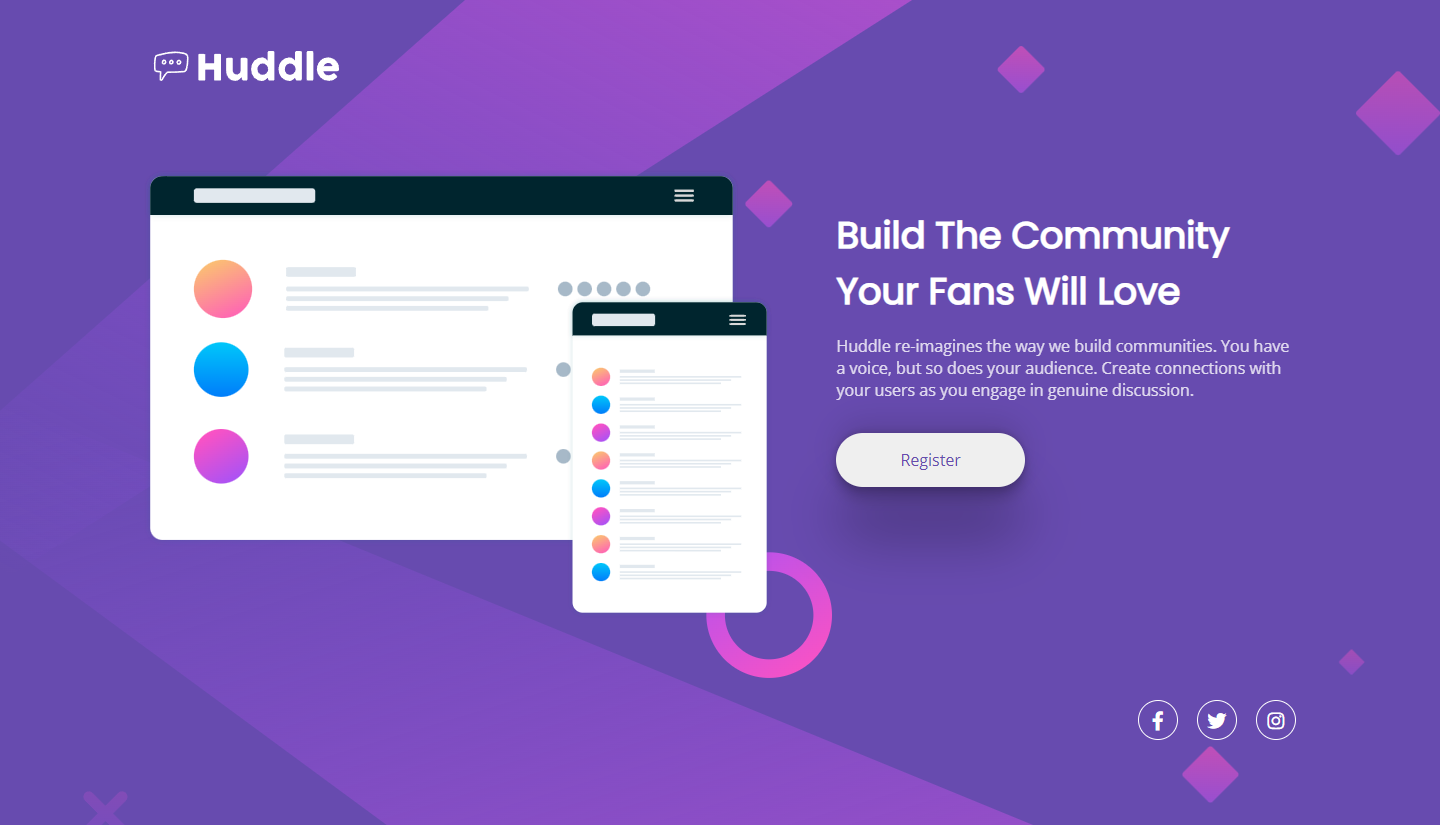 Huddle
Build The Community
Your Fans Will Love
Huddle re-imagines the way we build communities. You have
a voice, but so does your audience. Create connections with
your users as you engage in genuine discussion.
Register